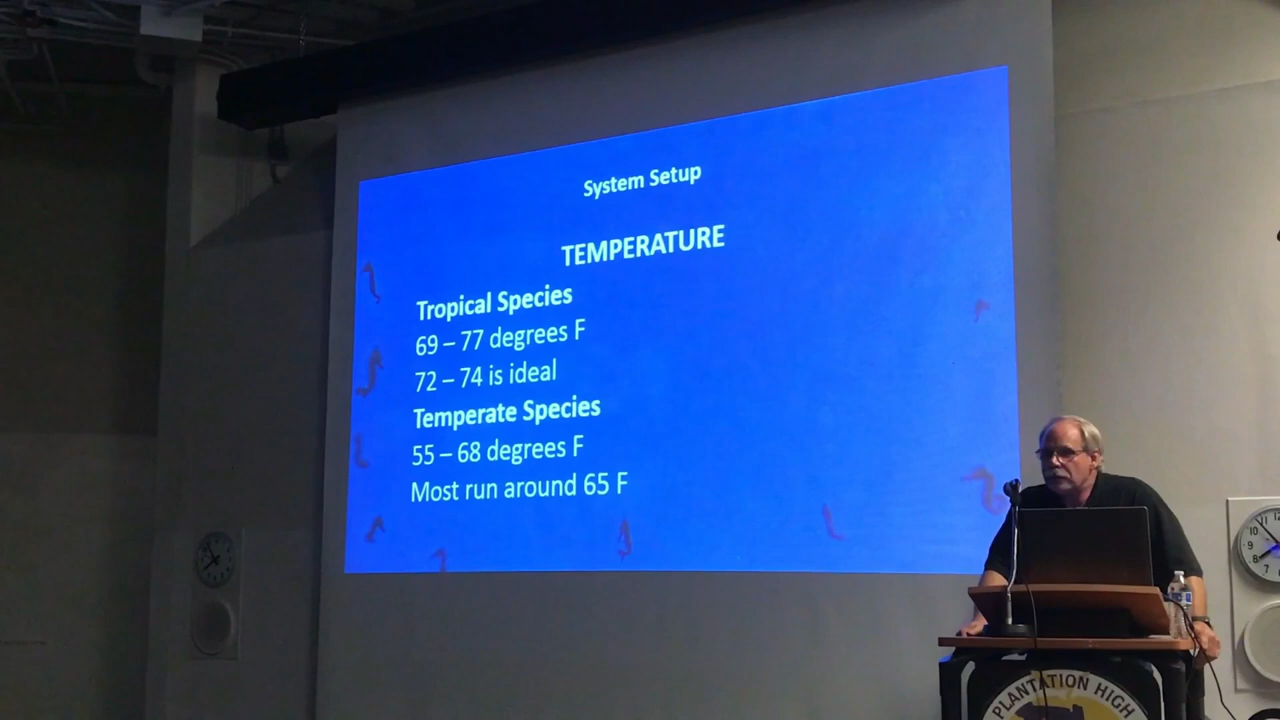 System Setup
TEMPERATURE
Tropical Species
69 – 77 degrees F
72 – 74 is ideal
Temperate Species
55 – 68 degrees F
Most run around 65 F
PLANTATION HIGH